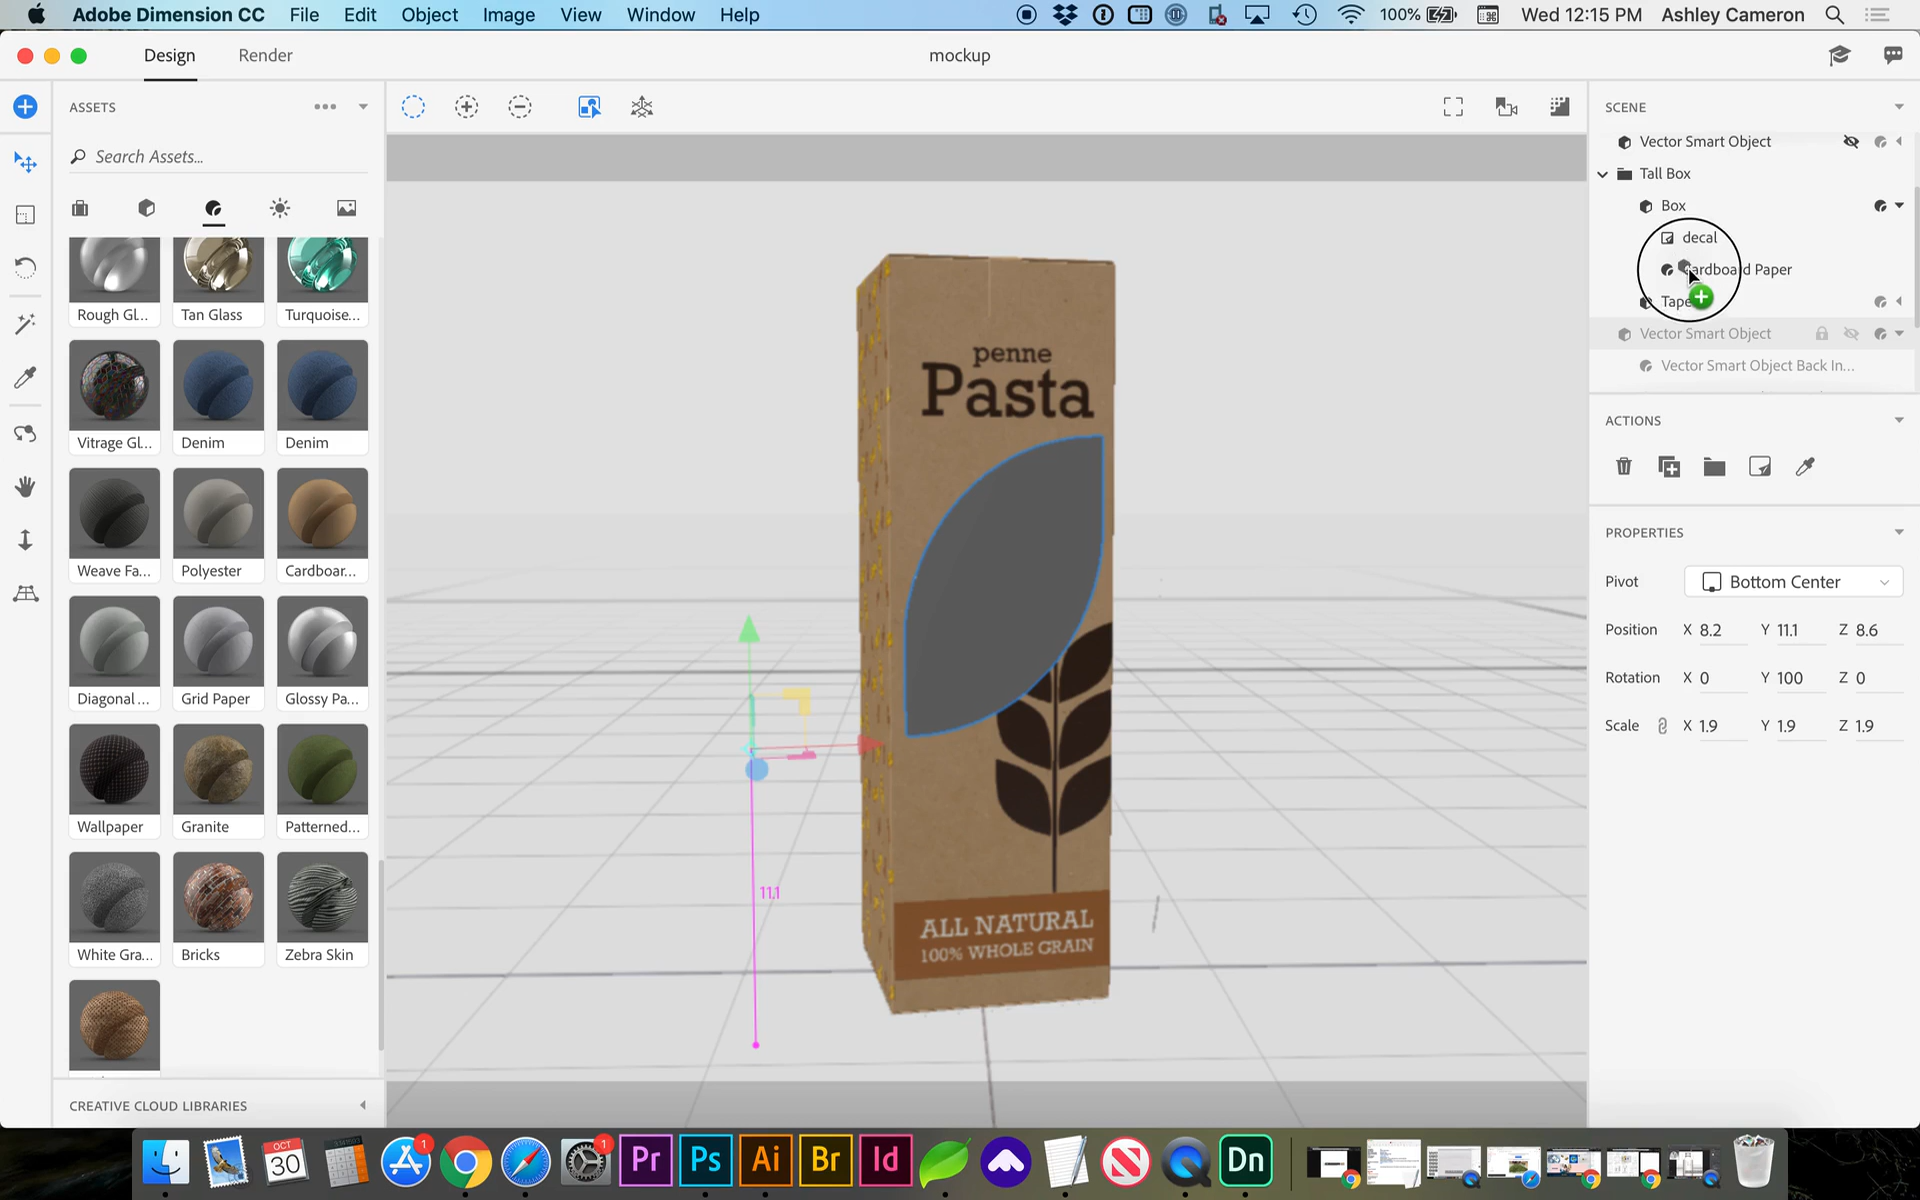 Adobe Dimension CC File Edit Object Image View Window Help
100% Wed 12:15 PM Ashley Cameron
Design Render
mockup
ASSETS
Search Assets...
Rough Gl... Tan Glass Turquoise...
Vitrage Gl... Denim Denim
Weave Fa... Polyester Cardboar...
Diagonal ... Grid Paper Glossy Pa...
Wallpaper Granite Patterned...
White Gra... Bricks Zebra Skin
CREATIVE CLOUD LIBRARIES
penne
Pasta
ALL NATURAL
100% WHOLE GRAIN
11.1
SCENE
Vector Smart Object
Tall Box
Box
decal
Cardboard Paper
Tape
Vector Smart Object
Vector Smart Object Back In...
ACTIONS
PROPERTIES
Pivot Bottom Center
Position X 8.2 Y 11.1 Z 8.6
Rotation X 0 Y 100 Z 0
Scale X 1.9 Y 1.9 Z 1.9
OCT
30
1
1
Pr Ps Ai Br Id N Dn